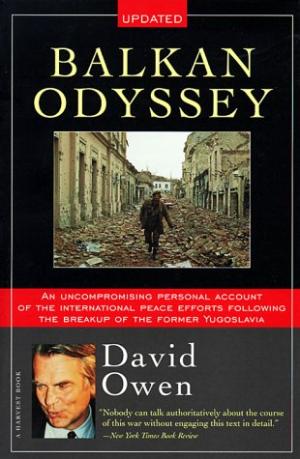 UPDATED
BALKAN
ODYSSEY
AN UNCOMPROMISING PERSONAL ACCOUNT
OF THE INTERNATIONAL PEACE EFFORTS FOLLOWING
THE BREAKUP OF THE FORMER YUGOSLAVIA
A HARVEST BOOK
David
Owen
"Nobody can talk authoritatively about the course
of this war without engaging this text in detail."
—New York Times Book Review